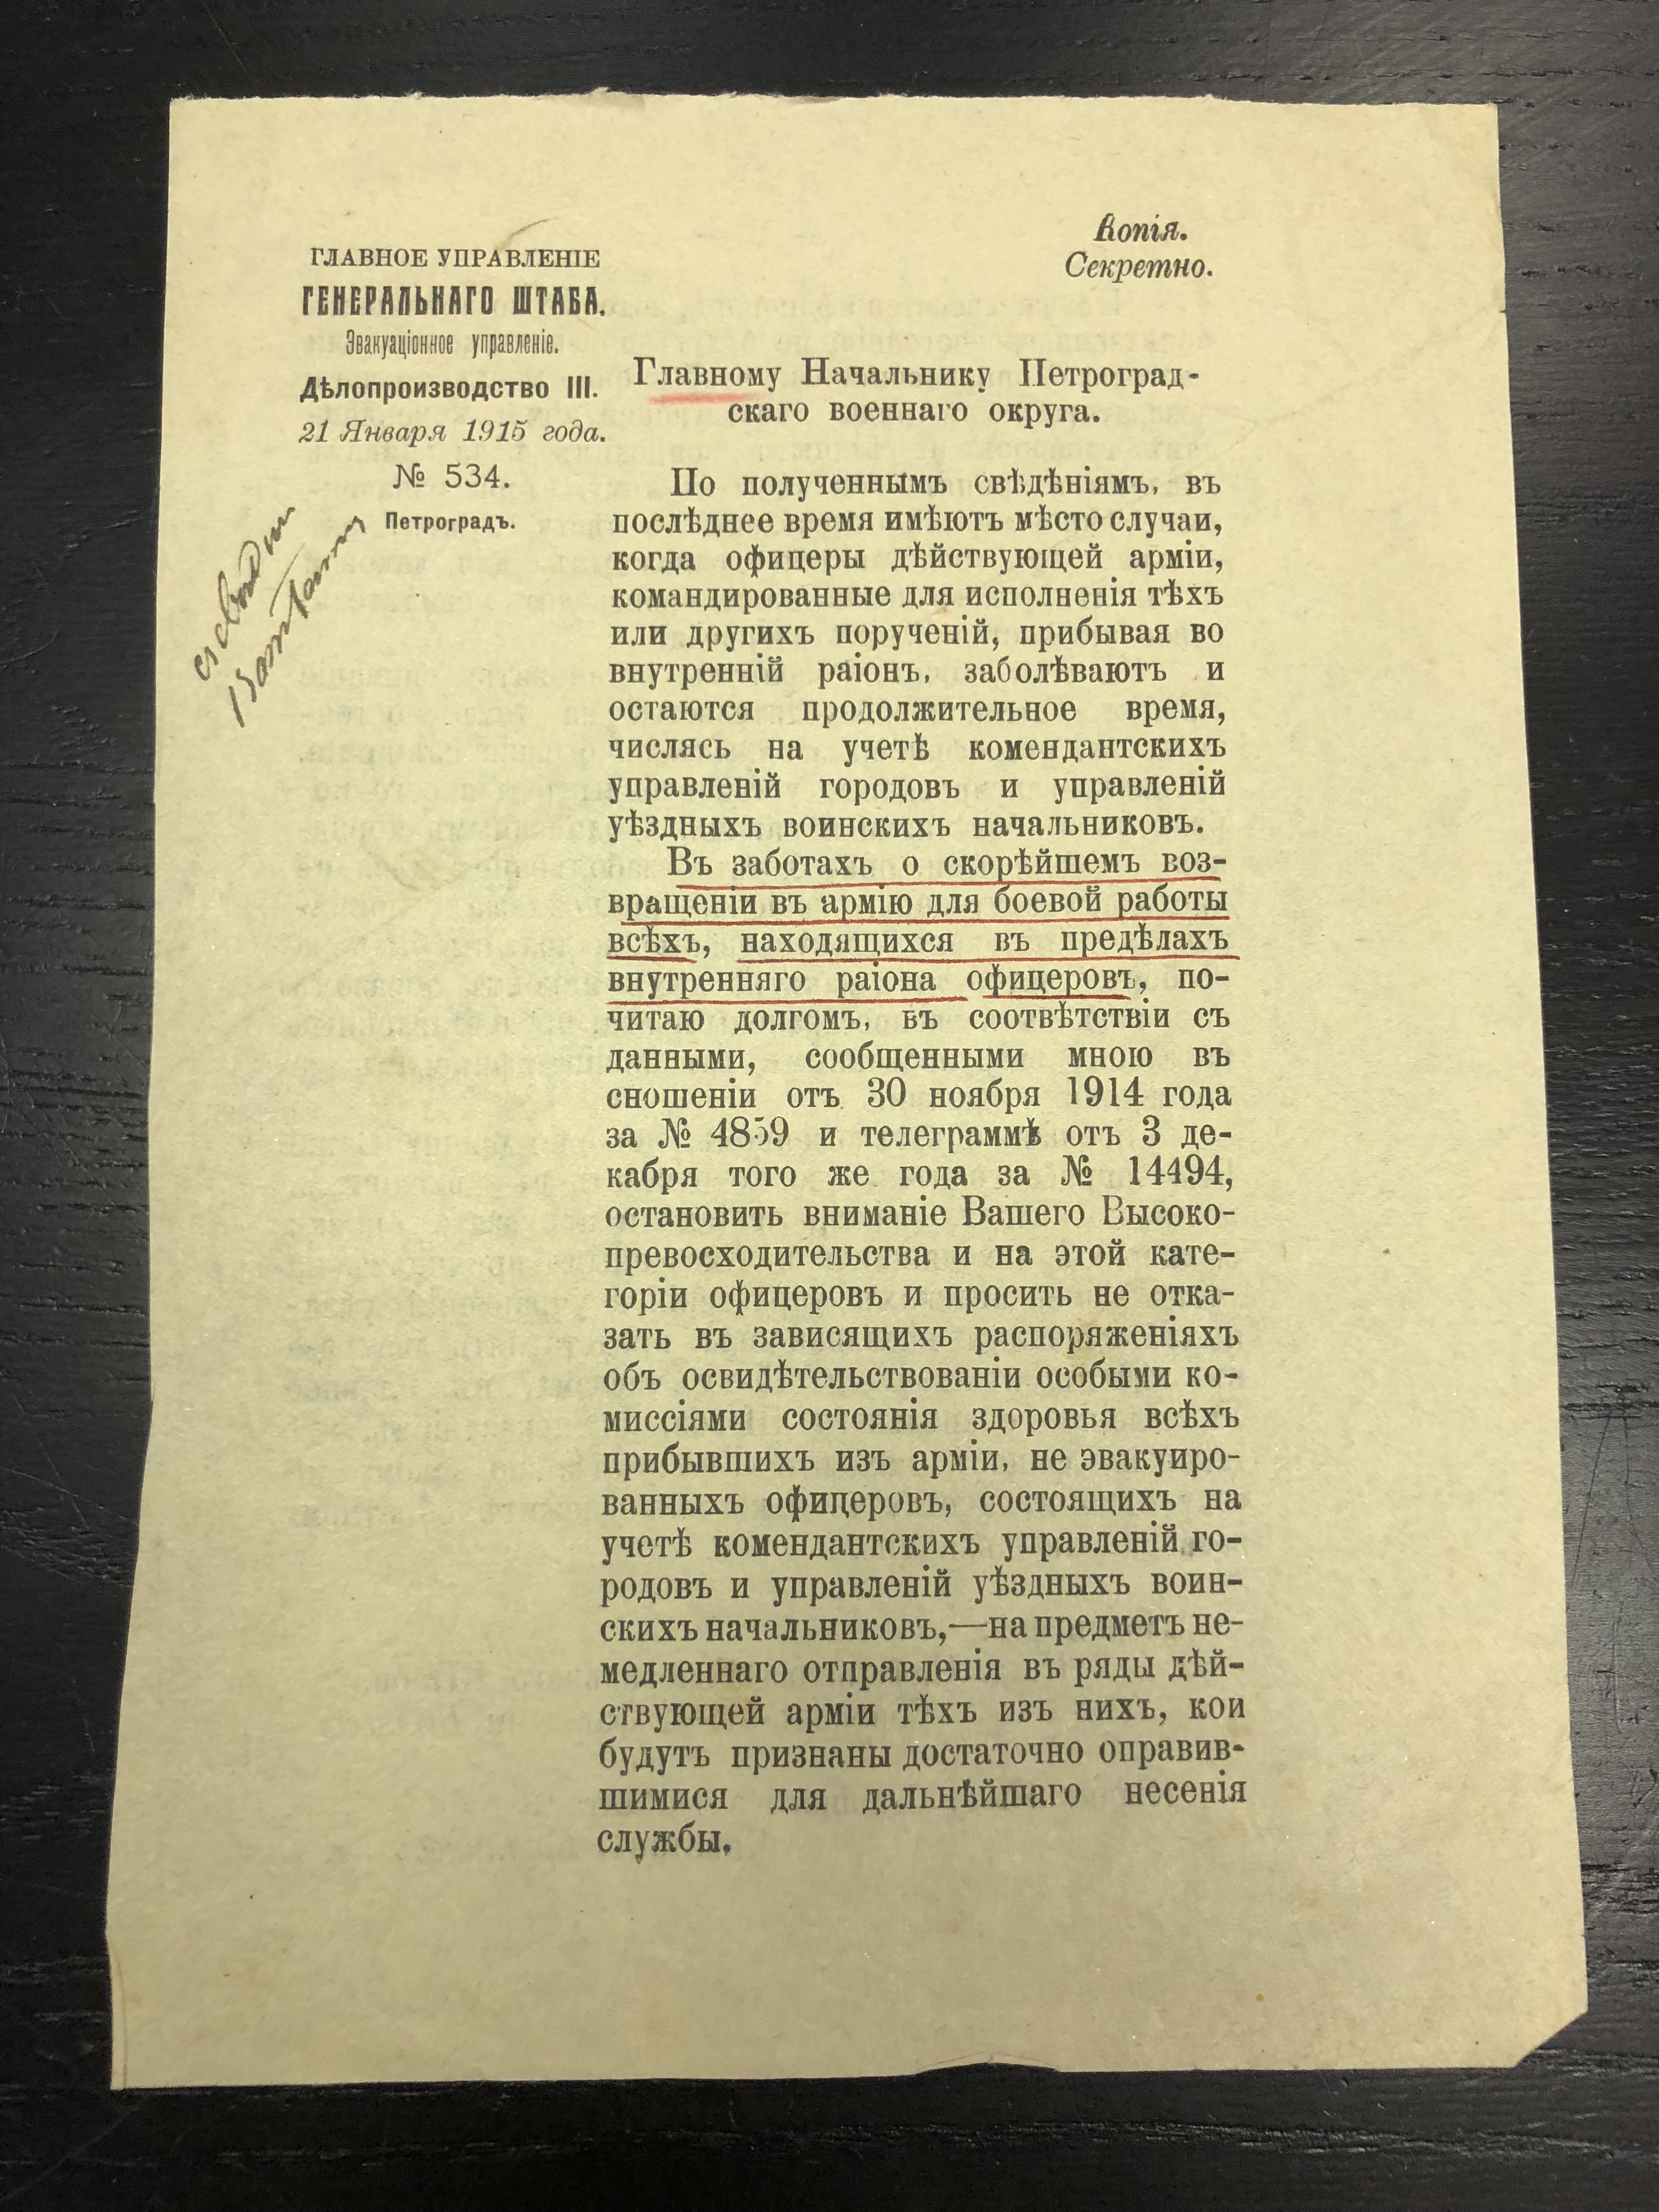 Копія.
Секретно.
ГЛАВНОЕ УПРАВЛЕНІЕ
ГЕНЕРАЛЬНАГО ШТАБА.
Эвакуаціонное управленіе.
Дѣлопроизводство III.
21 Января 1915 года.
№ 534.
Петроградъ.
Главному Начальнику Петроград-
скаго военнаго округа.
По полученнымъ свѣдѣніямъ, въ
послѣднее время имѣютъ мѣсто случаи,
когда офицеры дѣйствующей арміи,
командированные для исполненія тѣхъ
или другихъ порученій, прибывая во
внутренній раіонъ, заболѣваютъ и
остаются продолжительное время,
числясь на учетѣ комендантскихъ
управленій городовъ и управленій
уѣздныхъ воинскихъ начальниковъ.
Въ заботахъ о скорѣйшемъ воз-
вращеніи въ армію для боевой работы
всѣхъ, находящихся въ предѣлахъ
внутренняго раіона офицеровъ, по-
читаю долгомъ, въ соотвѣтствіи съ
данными, сообщенными мною въ
сношеніи отъ 30 ноября 1914 года
за № 4859 и телеграммѣ отъ 3 де-
кабря того же года за № 14494,
остановить вниманіе Вашего Высоко-
превосходительства и на этой кате-
горіи офицеровъ и просить не отка-
зать въ зависящихъ распоряженіяхъ
объ освидѣтельствованіи особыми ко-
миссіями состоянія здоровья всѣхъ
прибывшихъ изъ арміи, не эвакуиро-
ванныхъ офицеровъ, состоящихъ на
учетѣ комендантскихъ управленій го-
родовъ и управленій уѣздныхъ воин-
скихъ начальниковъ,—на предметъ не-
медленнаго отправленія въ ряды дѣй-
ствующей арміи тѣхъ изъ нихъ, кои
будутъ признаны достаточно оправив-
шимися для дальнѣйшаго несенія
службы.